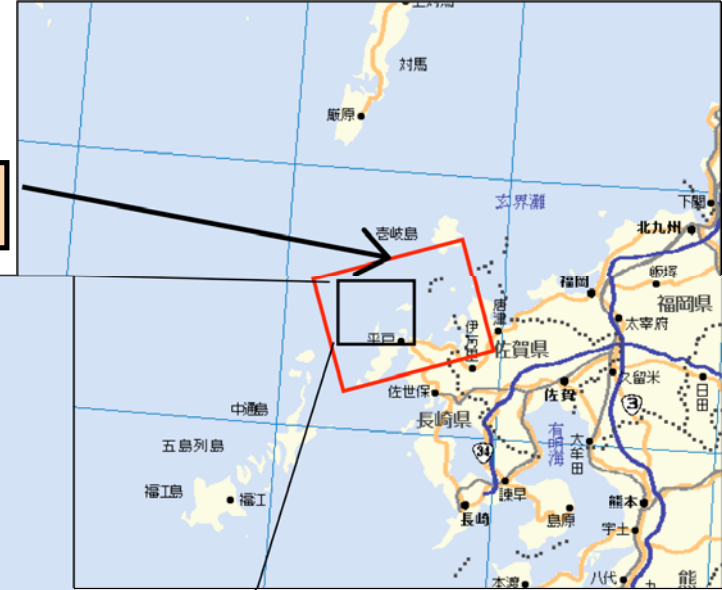 対馬
厳原
玄界灘
下関
北九州
壱岐島
飯塚
福岡
福岡県
唐津
太宰府
伊万里
平戸
佐賀県
久留米
日田
佐世保
佐賀
3
中通島
長崎県
有明海
大牟田
五島列島
34
福江島
福江
諫早
熊本
長崎
島原
宇土
本渡
八代
熊